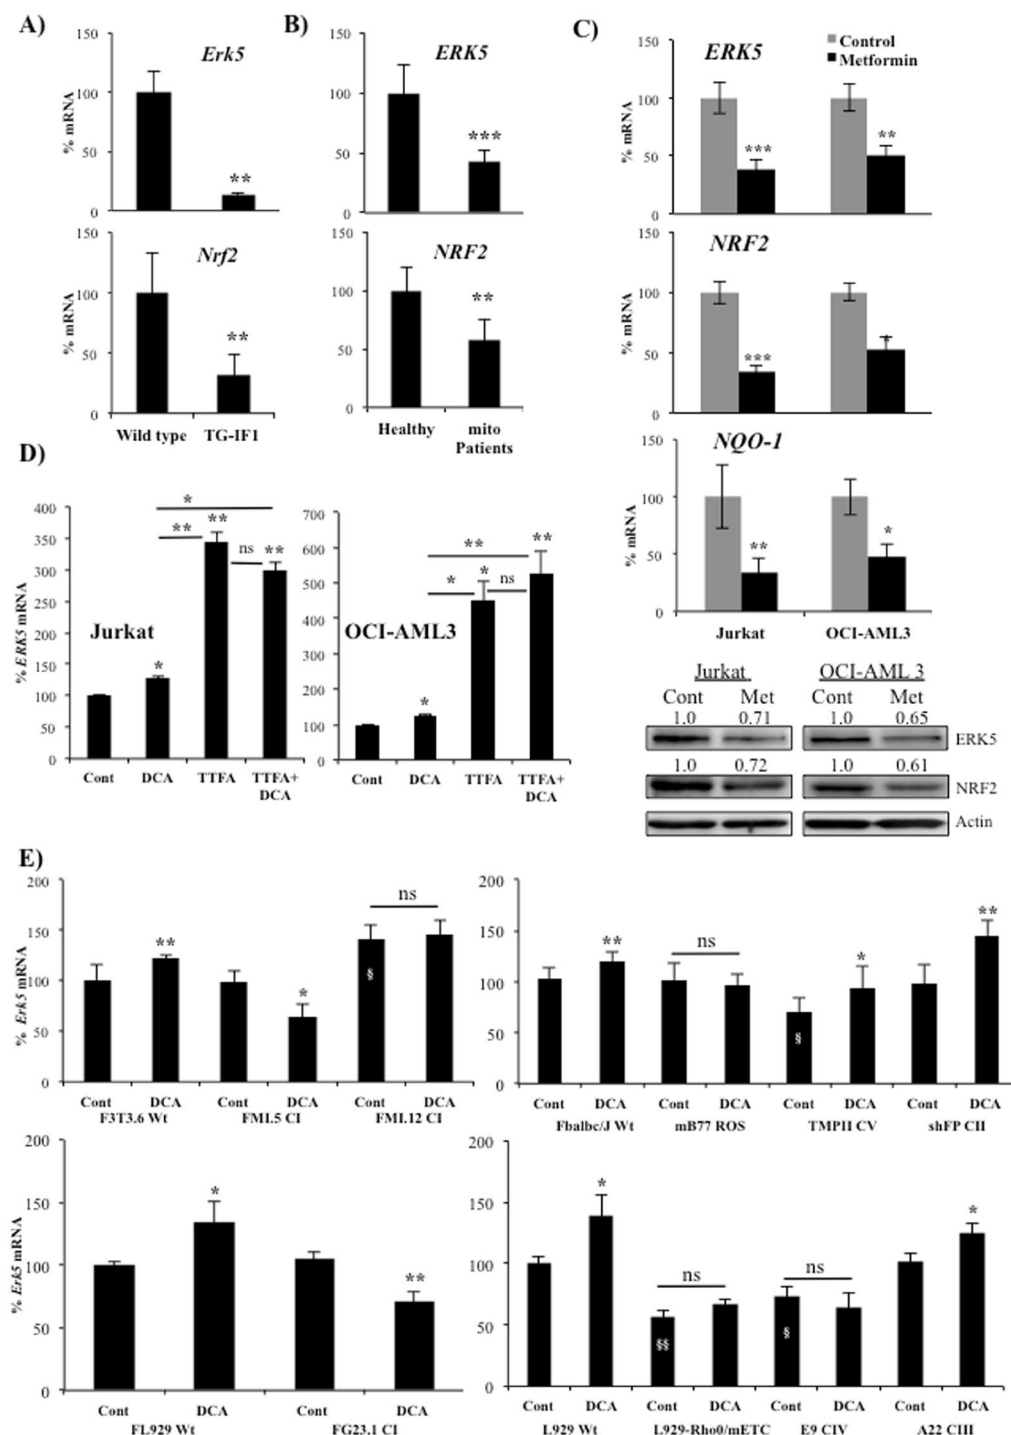 A)
Erk5
% mRNA
150
100
50
0
**
Nrf2
% mRNA
150
100
50
0
**
Wild type TG-IF1
B)
ERK5
150
100
50
0
***
NRF2
150
100
50
0
**
Healthy mito
Patients
C)
Control
Metformin
ERK5
% mRNA
150
100
50
0
*** **
NRF2
% mRNA
150
100
50
0
*** *
NQO-1
% mRNA
150
100
50
0
** *
Jurkat OCI-AML3
Jurkat OCI-AML 3
Cont Met Cont Met
1.0 0.71 1.0 0.65
ERK5
1.0 0.72 1.0 0.61
NRF2
Actin
D)
% ERK5 mRNA
400
350
300
250
200
150
100
50
0
*
** ** ns **
Jurkat
*
Cont DCA TTFA TTFA+
DCA
700
600
500
400
300
200
100
0
** **
* * ns
OCI-AML3
*
Cont DCA TTFA TTFA+
DCA
E)
% Erk5 mRNA
200
150
100
50
0
** * ns
§
Cont DCA Cont DCA Cont DCA
F3T3.6 Wt FMI.5 CI FMI.12 CI
200
150
100
50
0
** ns * **
§
Cont DCA Cont DCA Cont DCA Cont DCA
Fbalbc/J Wt mB77 ROS TMPII CV shFP CII
% Erk5 mRNA
200
150
100
50
0
* **
Cont DCA Cont DCA
FL929 Wt FG23.1 CI
200
150
100
50
0
* ns ns *
§§ §
Cont DCA Cont DCA Cont DCA Cont DCA
L929 Wt L929-Rho0/mETC E9 CIV A22 CIII